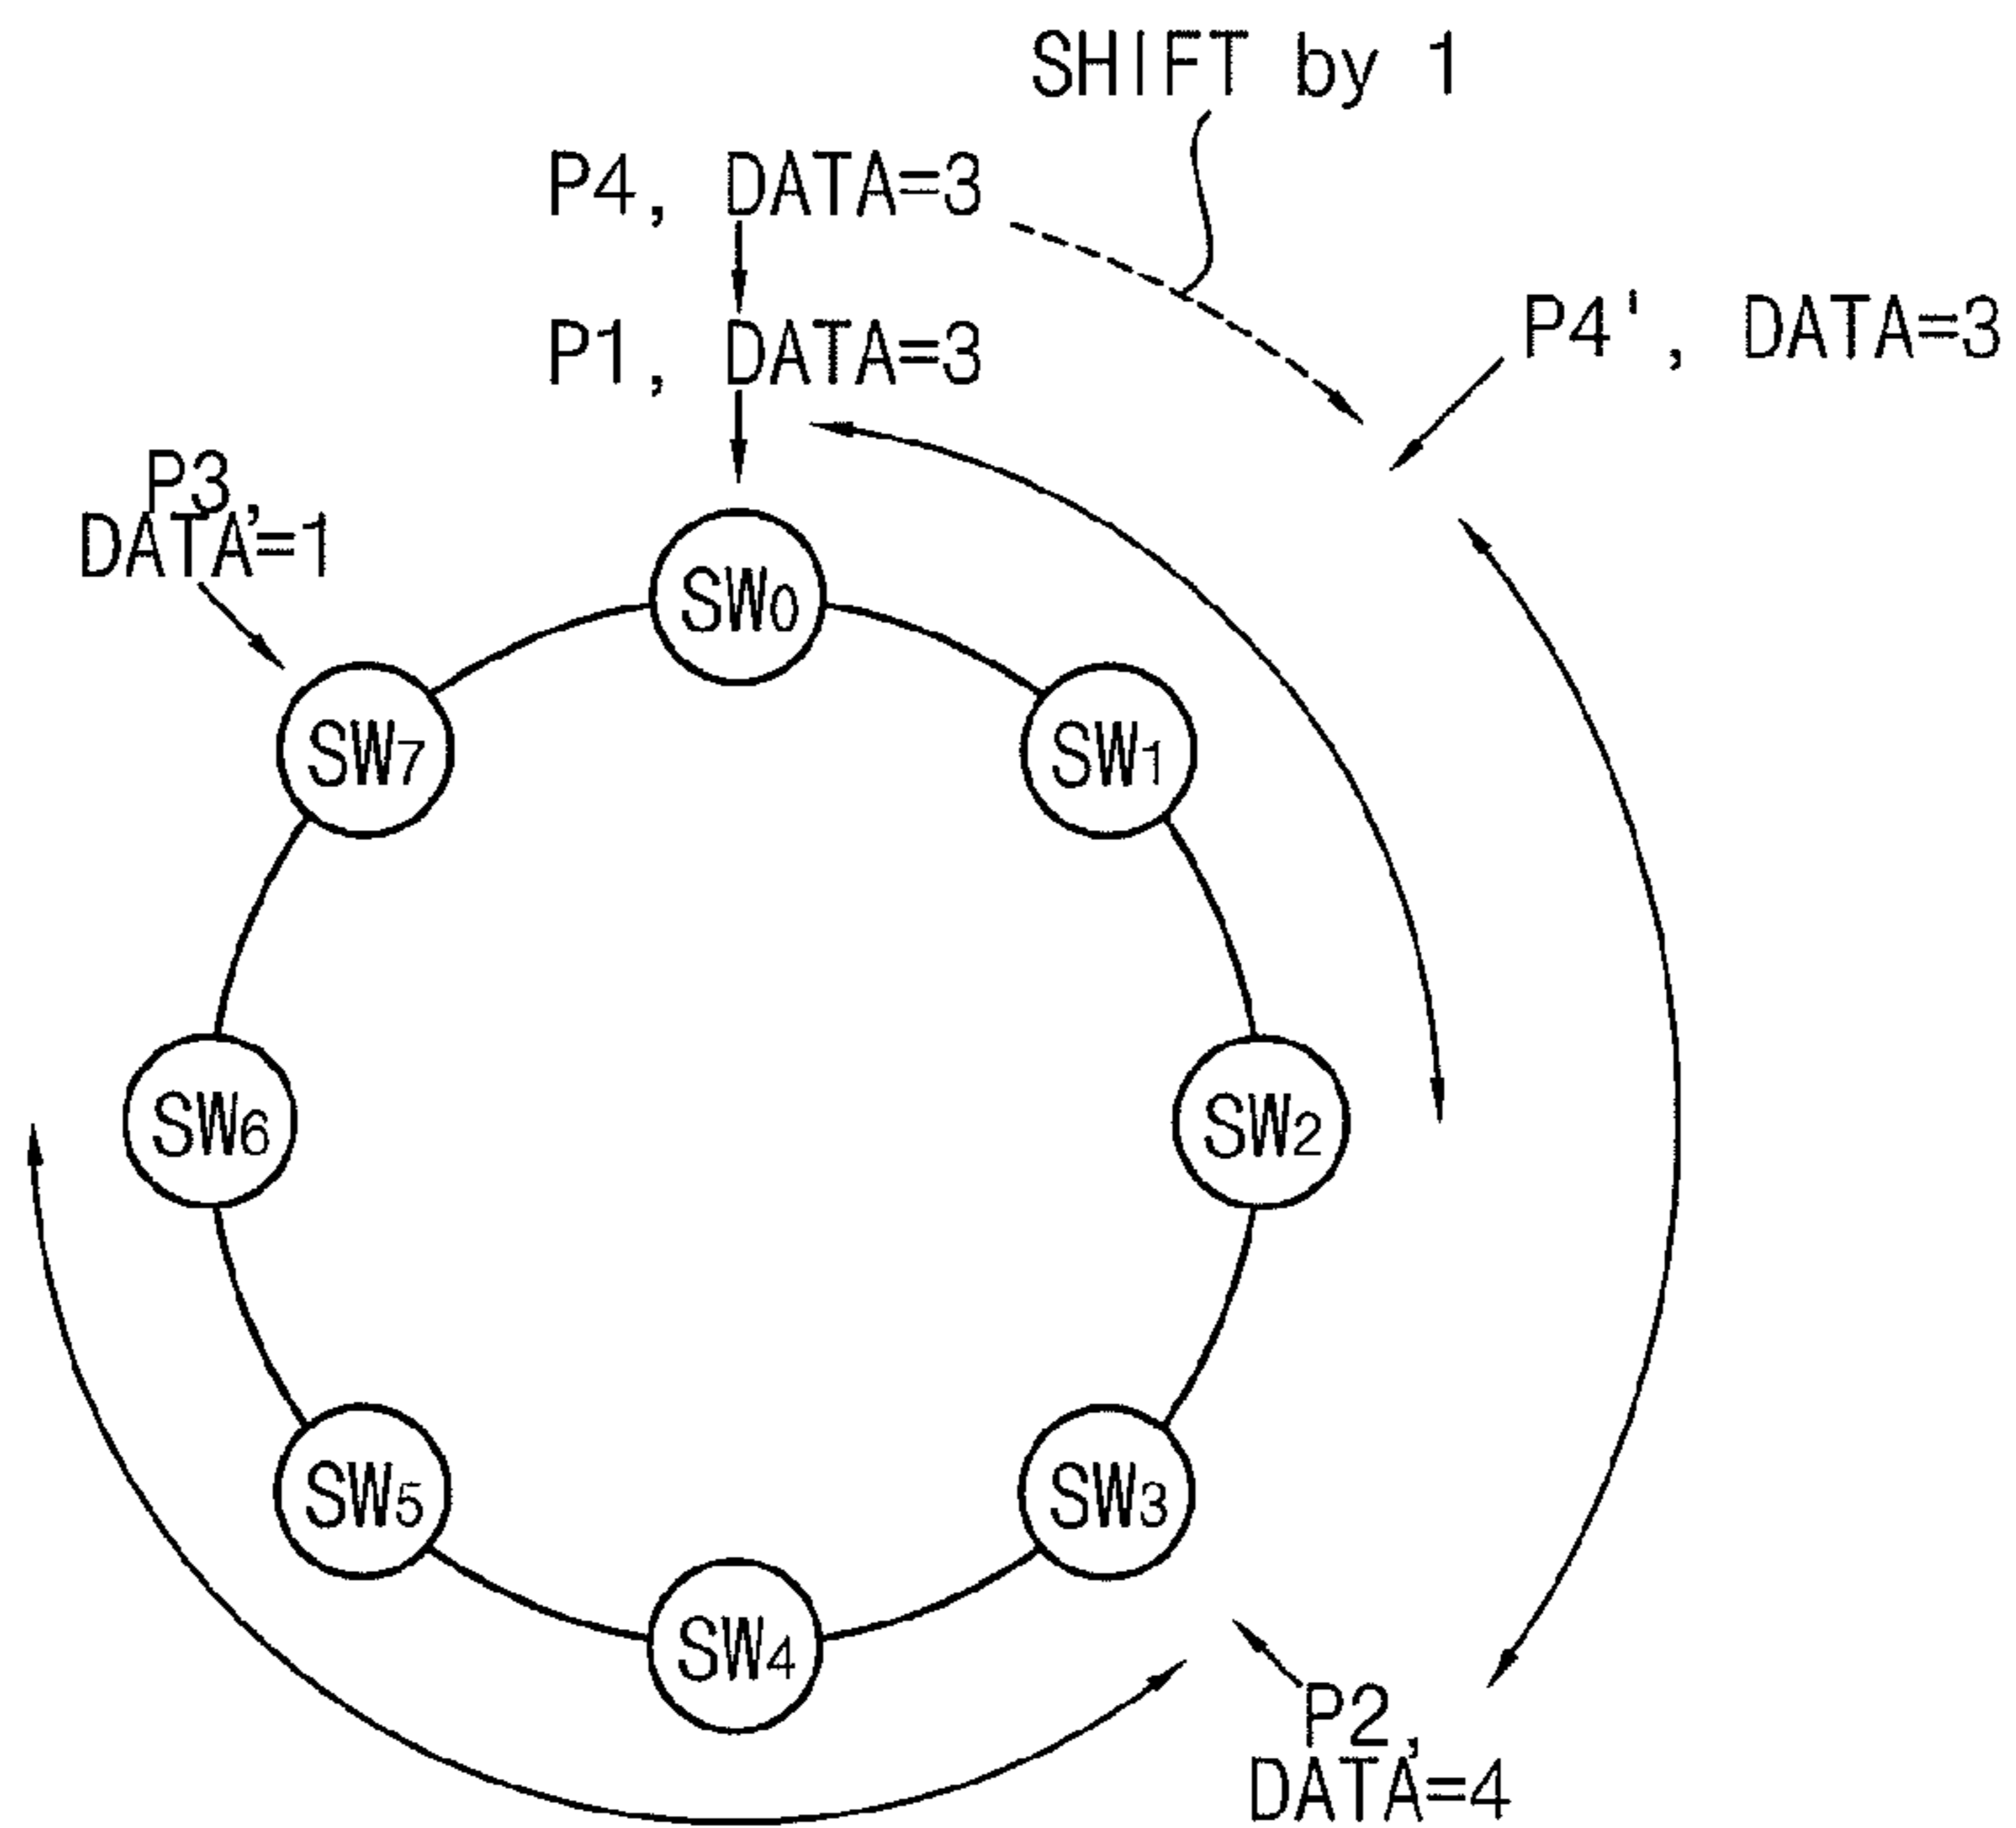 SHIFT by 1
P4, DATA=3
P1, DATA=3
P4', DATA=3
P3,
DATA=1
SW0
SW7
SW1
SW6
SW2
SW5
SW3
SW4
P2,
DATA=4